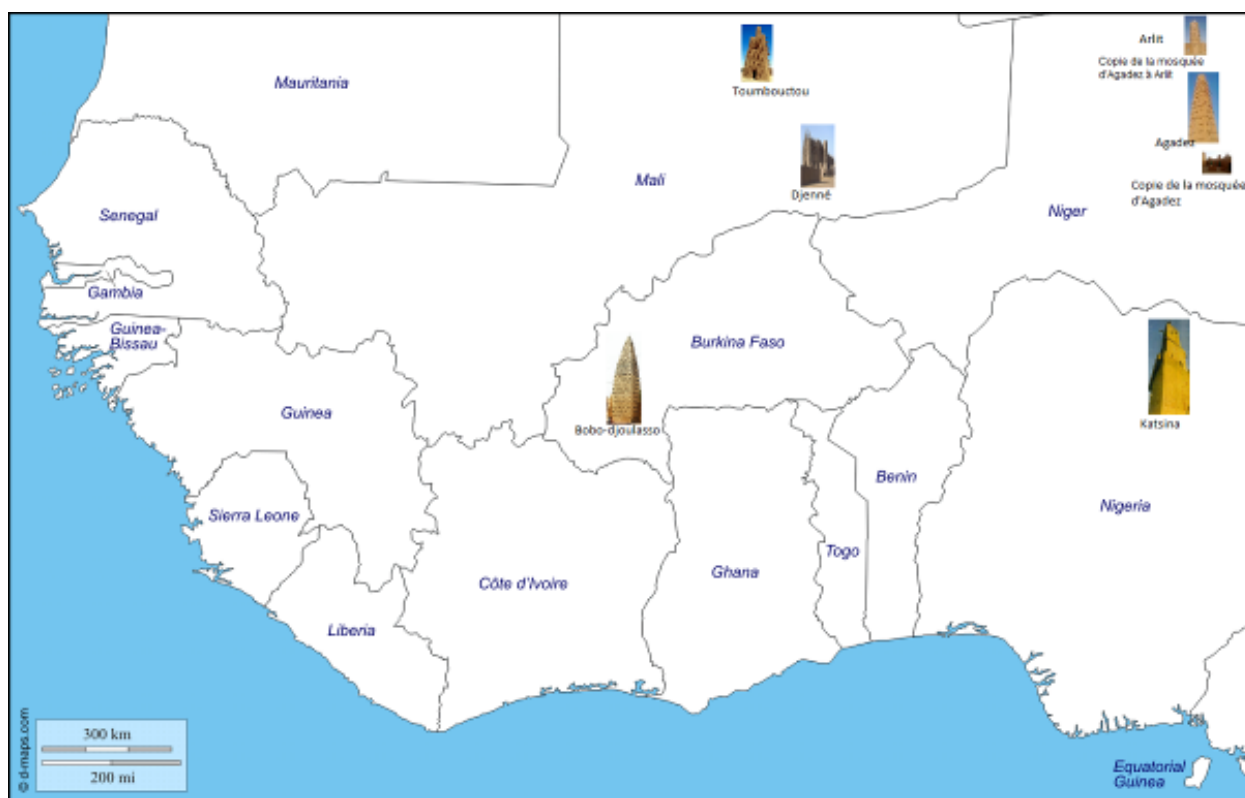 Arlit
Copie de la mosquée
d'Agadez à Arlit
Mauritania
Toumbouctou
Agadez
Mali
Djenné
Copie de la mosquée
d'Agadez
Senegal
Niger
Gambia
Guinea-
Bissau
Burkina Faso
Guinea
Bobo-djoulasso
Katsina
Benin
Sierra Leone
Nigeria
Togo
Côte d'Ivoire
Ghana
Liberia
© d-maps.com
300 km
200 mi
Equatorial
Guinea